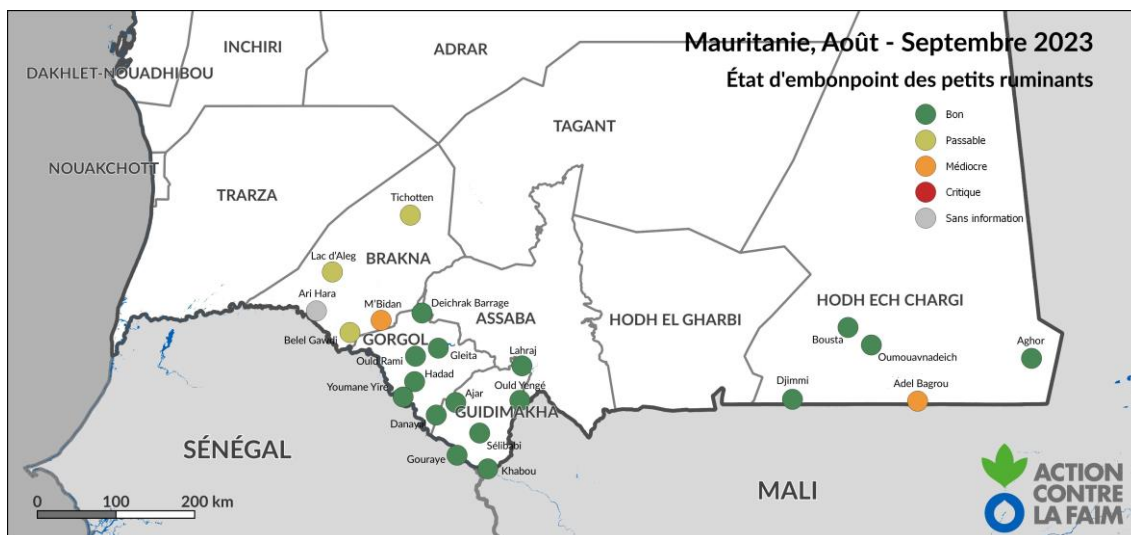 Mauritanie, Août - Septembre 2023
État d'embonpoint des petits ruminants
Bon
Passable
Médiocre
Critique
Sans information
INCHIRI
ADRAR
DAKHLET-NOUADHIBOU
TAGANT
NOUAKCHOTT
TRARZA
Tichotten
Lac d'Aleg
BRAKNA
Ari Hara
M'Bidan
Deichrak Barrage
ASSABA
HODH EL GHARBI
HODH ECH CHARGI
Belel Gawdi
GORGOL
Bousta
Oumouavnadeich
Aghor
Ould Rami
Gleita
Lahraj
Hadad
Youmane Yiré
Ajar
Ould Yengé
Djimmi
Adel Bagrou
GUIDIMAKHA
Danaya
Sélibabi
Gouraye
Khabou
SÉNÉGAL
MALI
0 100 200 km
ACTION
CONTRE
LA FAIM